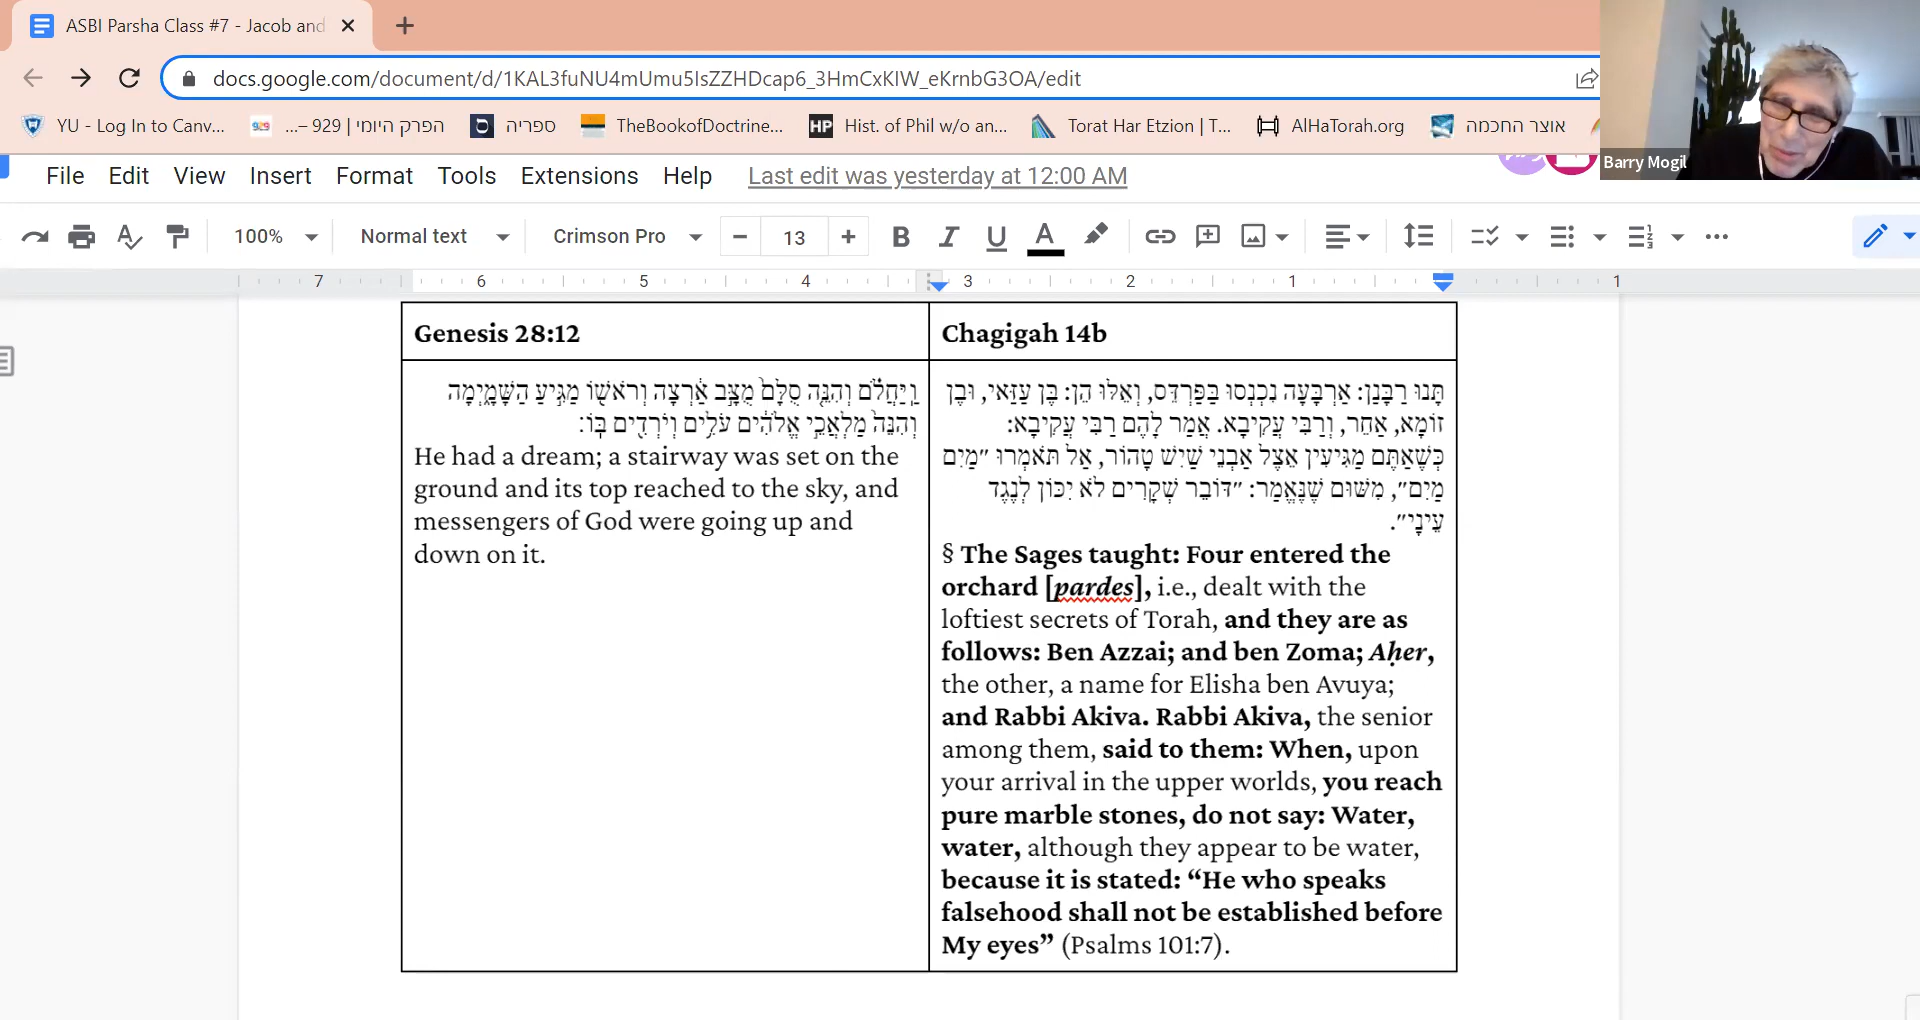 ASBI Parsha Class #7 - Jacob and
docs.google.com/document/d/1KAL3fuNU4mUmu5IsZZHDcap6_3HmCxKIW_eKrnbG3OA/edit
YU - Log In to Canv...
929 הפרק היומי | 929 –...
ספריה
TheBookofDoctrine...
HP Hist. of Phil w/o an...
Torat Har Etzion | T...
AlHaTorah.org
אוצר החכמה
Barry Mogil
File Edit View Insert Format Tools Extensions Help Last edit was yesterday at 12:00 AM
100% Normal text Crimson Pro 13 B I U A
7 6 5 4 3 2 1 1
Genesis 28:12
וַֽיַּחֲלֹ֗ם וְהִנֵּ֤ה סֻלָּם֙ מֻצָּ֣ב אַ֔רְצָה וְרֹאשׁ֖וֹ מַגִּ֣יעַ הַשָּׁמָ֑יְמָה
וְהִנֵּה֙ מַלְאֲכֵ֣י אֱלֹהִ֔ים עֹלִ֥ים וְיֹרְדִ֖ים בּֽוֹ׃
He had a dream; a stairway was set on the
ground and its top reached to the sky, and
messengers of God were going up and
down on it.
Chagigah 14b
תָּנוּ רַבָּנַן: אַרְבָּעָה נִכְנְסוּ בַּפַּרְדֵּס, וְאֵלּוּ הֵן: בֶּן עַזַּאי, וּבֶן
זוֹמָא, אַחֵר, וְרַבִּי עֲקִיבָא. אֲמַר לָהֶם רַבִּי עֲקִיבָא:
כְּשֶׁאַתֶּם מַגִּיעִין אֵצֶל אַבְנֵי שַׁיִשׁ טָהוֹר, אַל תֹּאמְרוּ ״מַיִם
מַיִם״, מִשּׁוּם שֶׁנֶּאֱמַר: ״דּוֹבֵר שְׁקָרִים לֹא יִכּוֹן לְנֶגֶד
עֵינָי״.
§ The Sages taught: Four entered the
orchard [pardes], i.e., dealt with the
loftiest secrets of Torah, and they are as
follows: Ben Azzai; and ben Zoma; Aḥer,
the other, a name for Elisha ben Avuya;
and Rabbi Akiva. Rabbi Akiva, the senior
among them, said to them: When, upon
your arrival in the upper worlds, you reach
pure marble stones, do not say: Water,
water, although they appear to be water,
because it is stated: “He who speaks
falsehood shall not be established before
My eyes” (Psalms 101:7).